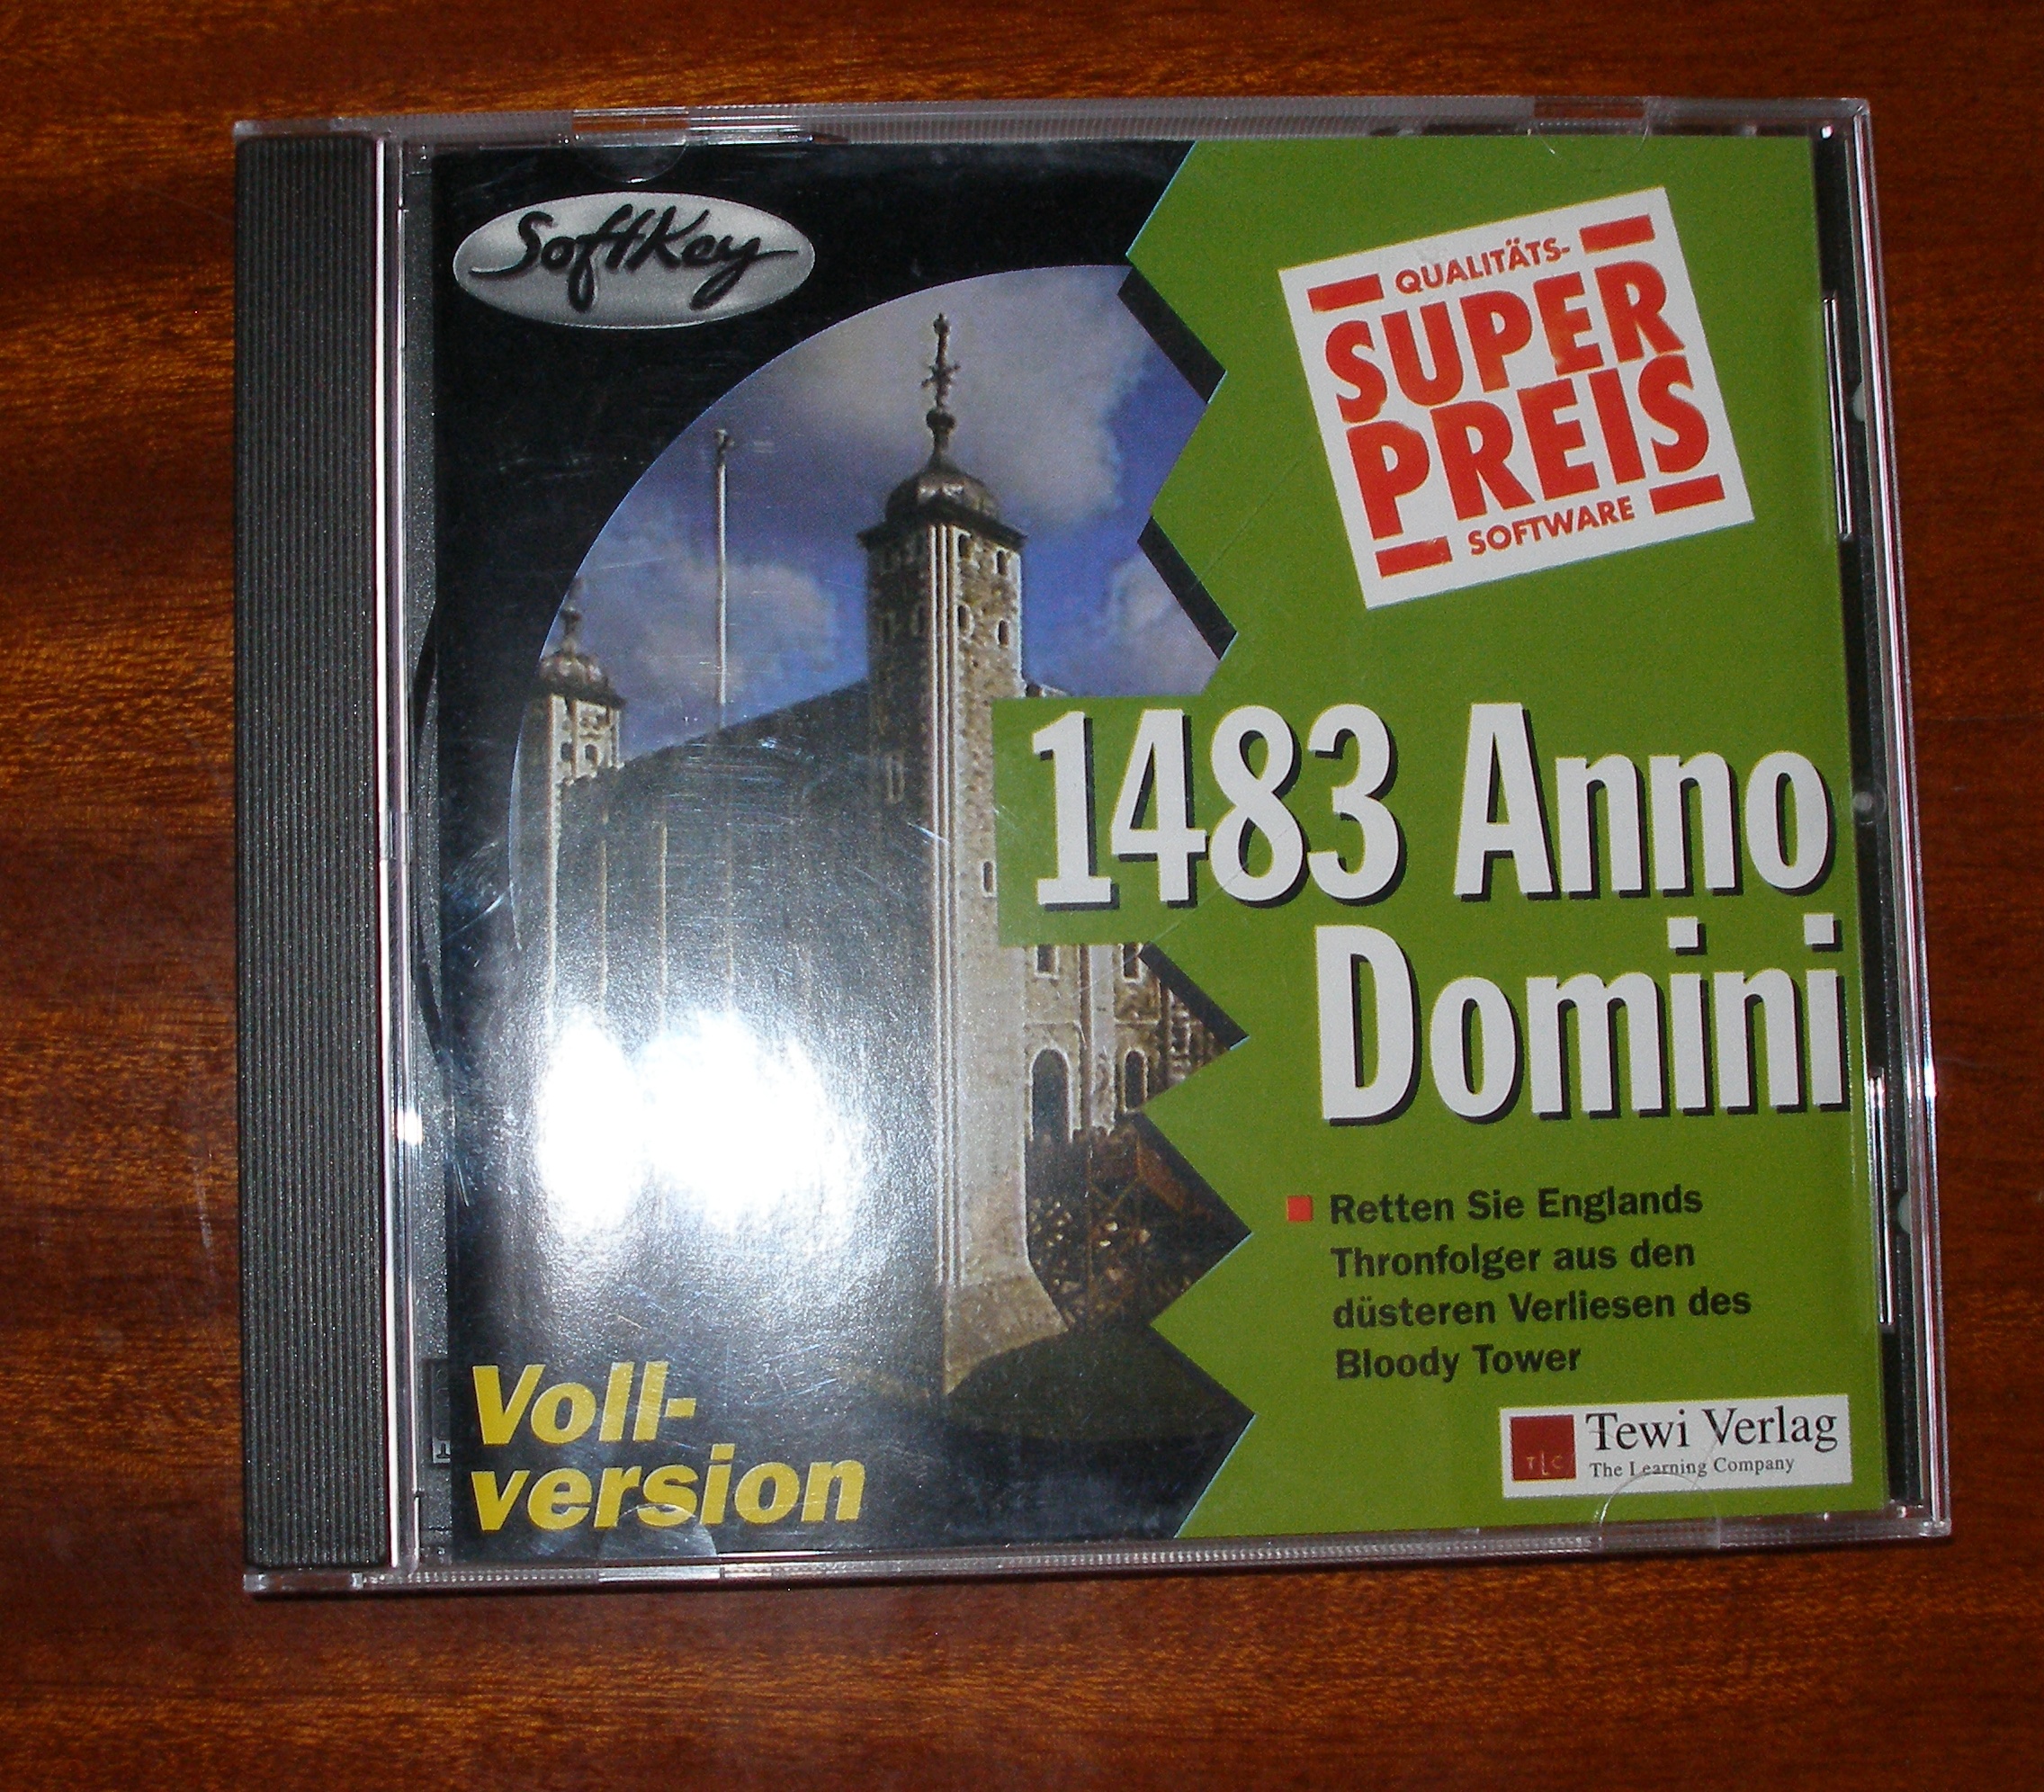 SoftKey
QUALITÄTS-
SUPER
PREIS
SOFTWARE
1483 Anno
Domini
Retten Sie Englands
Thronfolger aus den
düsteren Verliesen des
Bloody Tower
Voll-
version
TLC
Tewi Verlag
The Learning Company